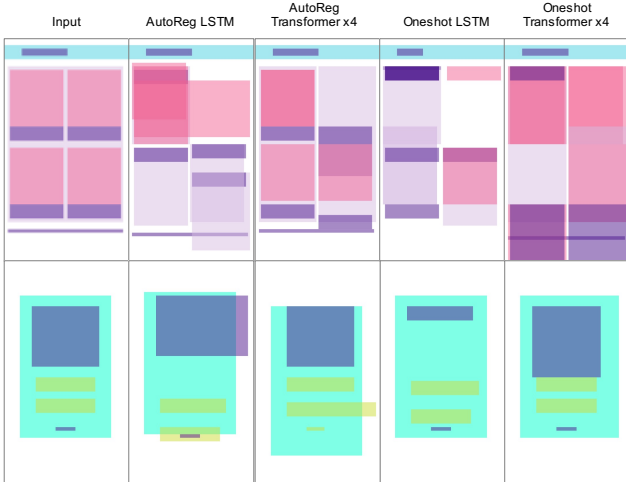 Input
AutoReg LSTM
AutoReg
Transformer x4
Oneshot LSTM
Oneshot
Transformer x4